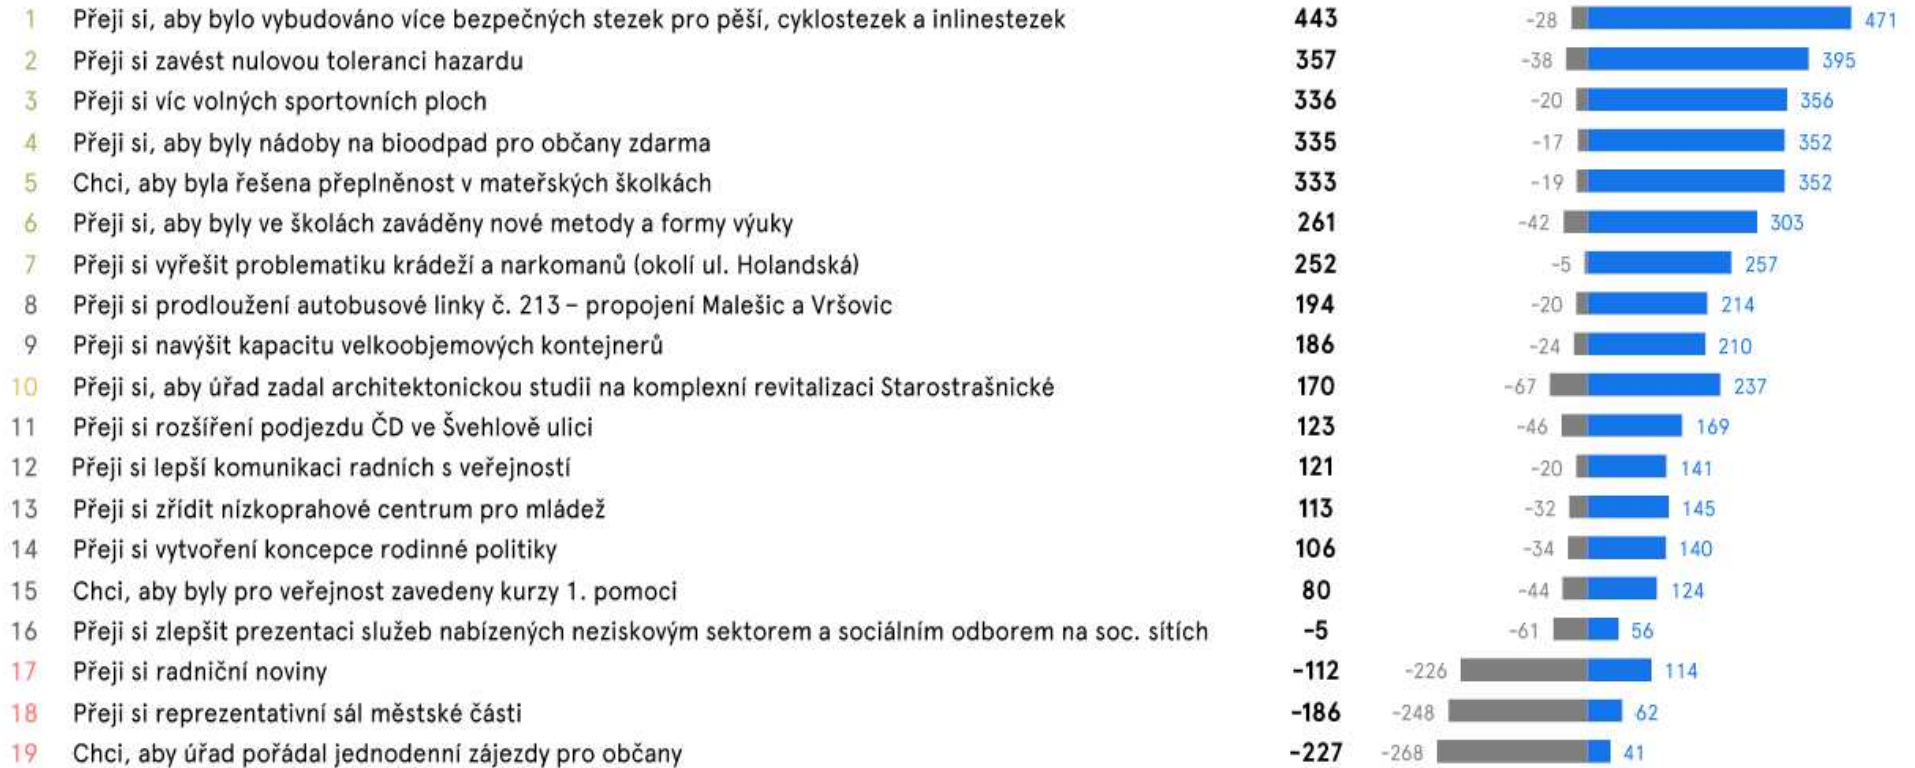 1 Přeji si, aby bylo vybudováno více bezpečných stezek pro pěší, cyklostezek a inlinestezek 443 -28 471
2 Přeji si zavést nulovou toleranci hazardu 357 -38 395
3 Přeji si víc volných sportovních ploch 336 -20 356
4 Přeji si, aby byly nádoby na bioodpad pro občany zdarma 335 -17 352
5 Chci, aby byla řešena přeplněnost v mateřských školkách 333 -19 352
6 Přeji si, aby byly ve školách zaváděny nové metody a formy výuky 261 -42 303
7 Přeji si vyřešit problematiku krádeží a narkomanů (okolí ul. Holandská) 252 -5 257
8 Přeji si prodloužení autobusové linky č. 213 – propojení Malešic a Vršovic 194 -20 214
9 Přeji si navýšit kapacitu velkoobjemových kontejnerů 186 -24 210
10 Přeji si, aby úřad zadal architektonickou studii na komplexní revitalizaci Starostrašnické 170 -67 237
11 Přeji si rozšíření podjezdu ČD ve Švehlově ulici 123 -46 169
12 Přeji si lepší komunikaci radních s veřejností 121 -20 141
13 Přeji si zřídit nízkoprahové centrum pro mládež 113 -32 145
14 Přeji si vytvoření koncepce rodinné politiky 106 -34 140
15 Chci, aby byly pro veřejnost zavedeny kurzy 1. pomoci 80 -44 124
16 Přeji si zlepšit prezentaci služeb nabízených neziskovým sektorem a sociálním odborem na soc. sítích -5 -61 56
17 Přeji si radniční noviny -112 -226 114
18 Přeji si reprezentativní sál městské části -186 -248 62
19 Chci, aby úřad pořádal jednodenní zájezdy pro občany -227 -268 41